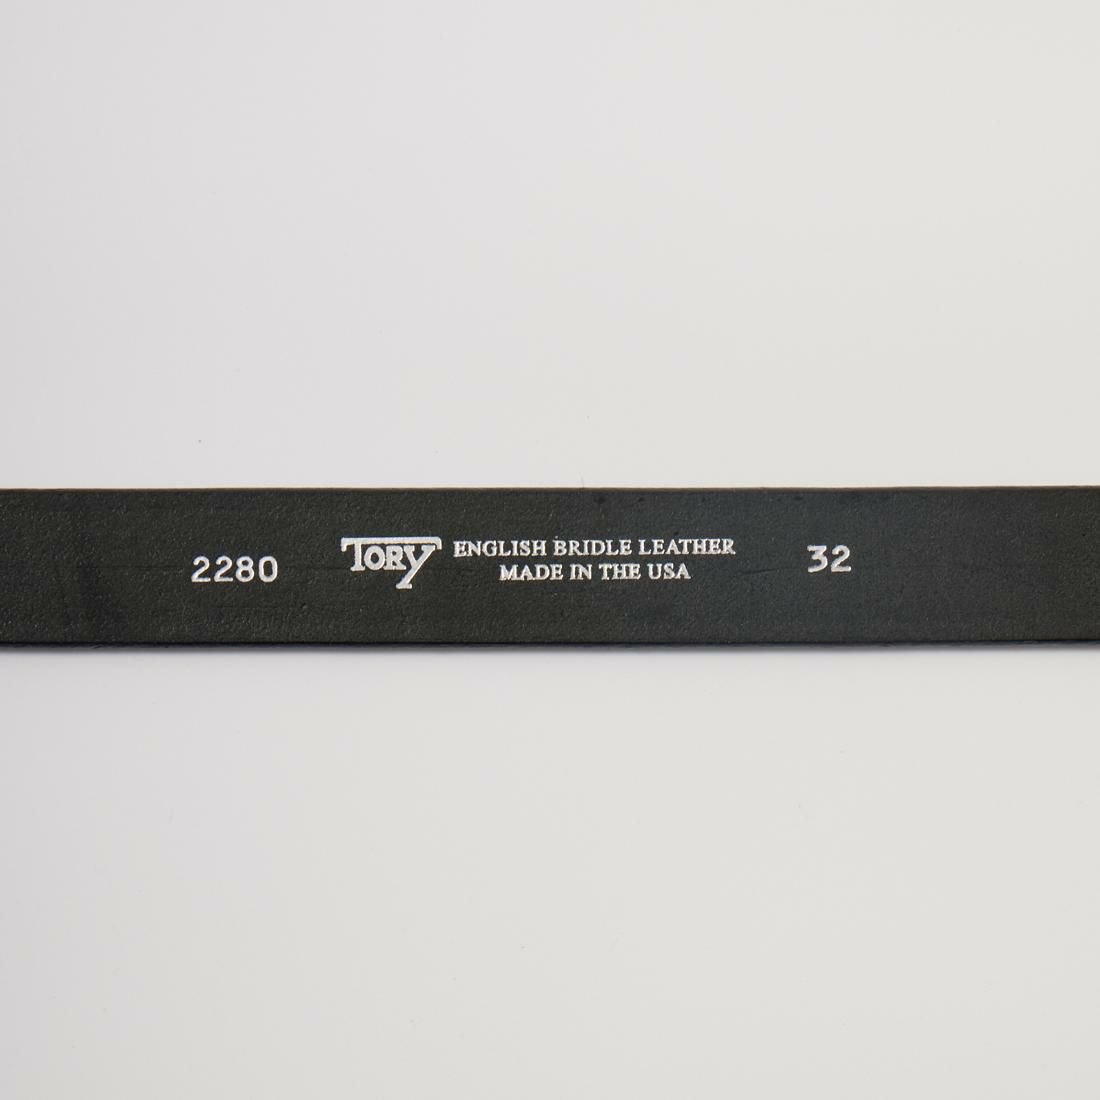 2280 TORY ENGLISH BRIDLE LEATHER 32
MADE IN THE USA